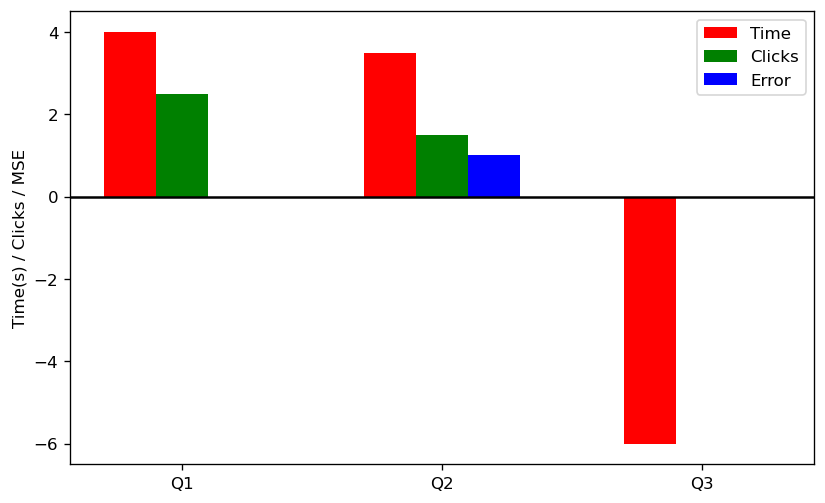 4
2
0
−2
−4
−6
Time(s) / Clicks / MSE
Time
Clicks
Error
Q1
Q2
Q3